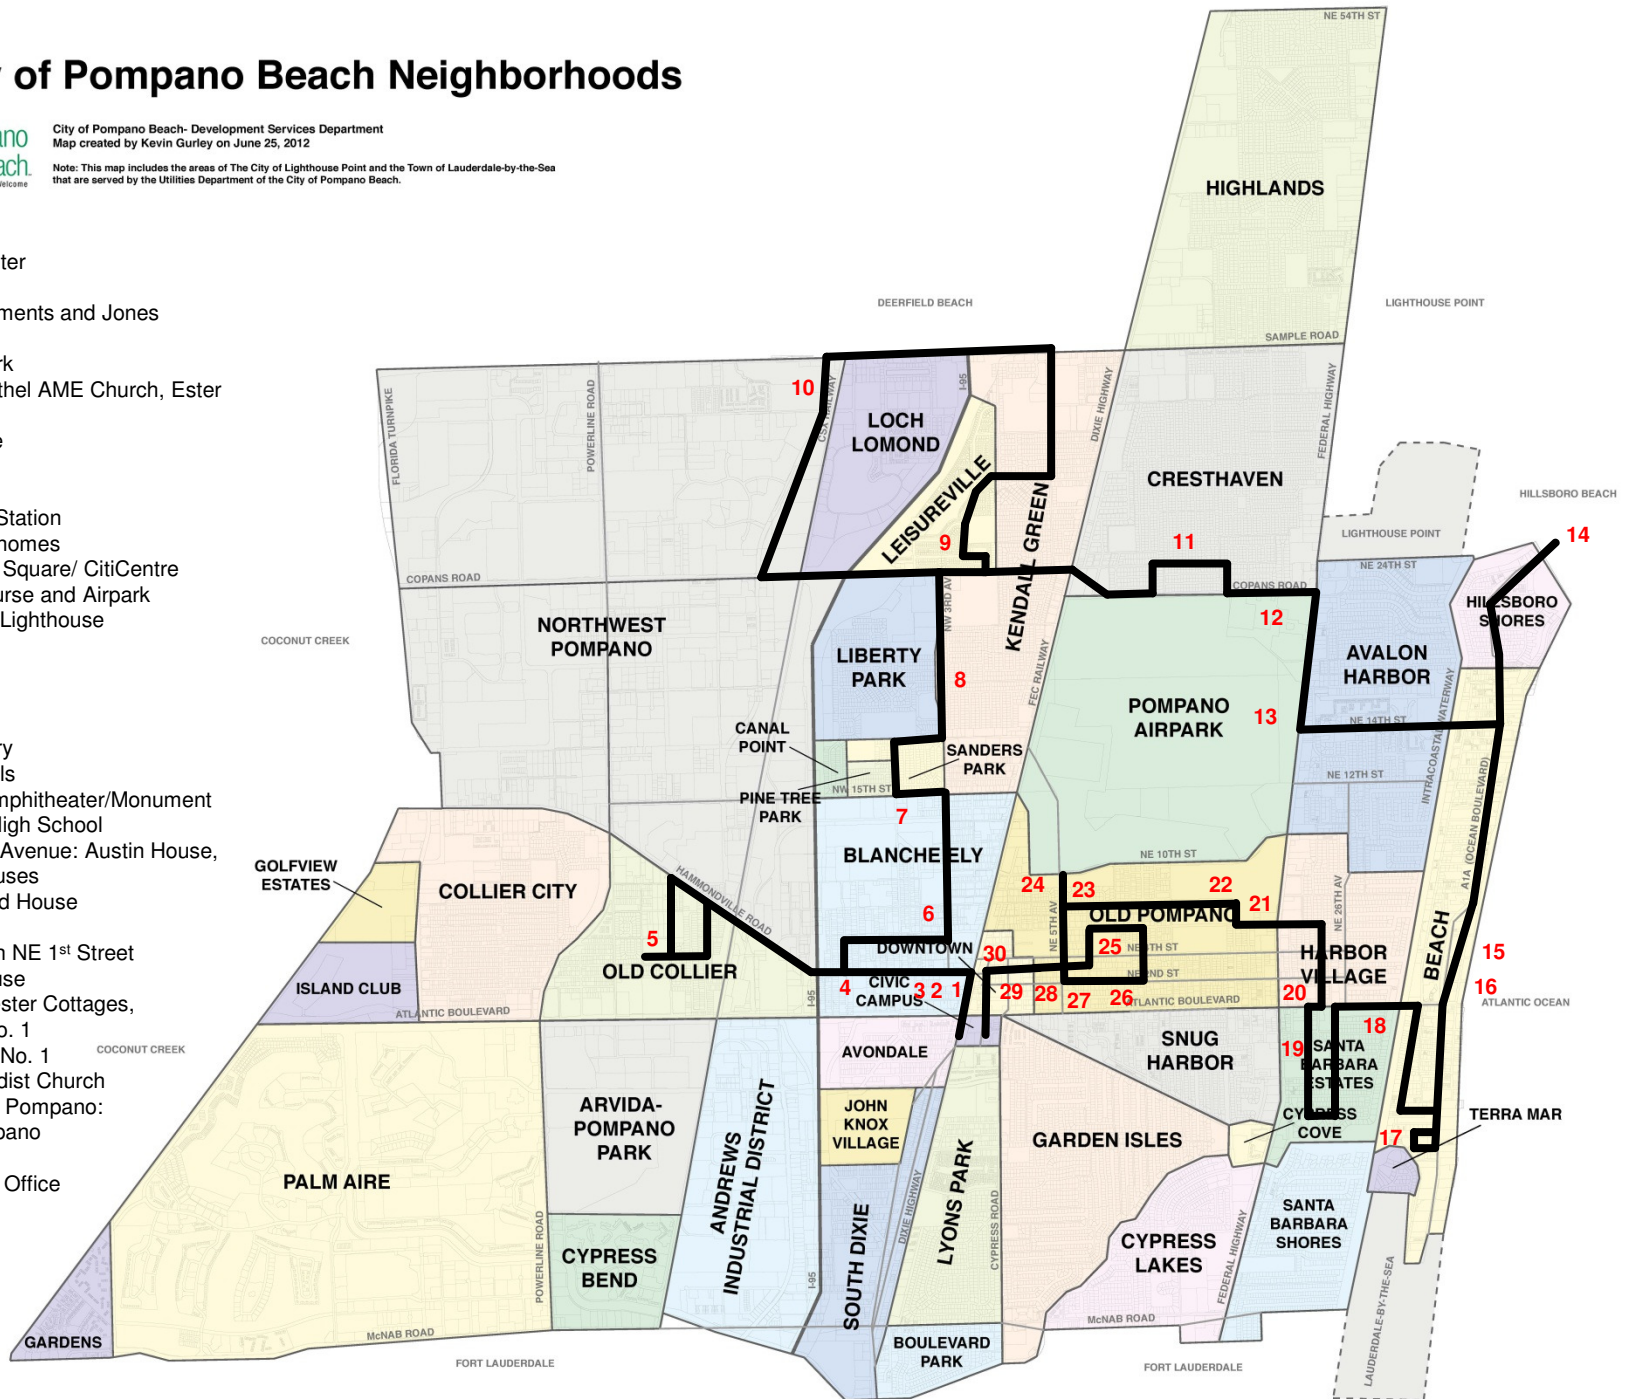 of Pompano Beach Neighborhoods
City of Pompano Beach- Development Services Department
Map created by Kevin Gurley on June 25, 2012
Note: This map includes the areas of The City of Lighthouse Point and the Town of Lauderdale-by-the-Sea
that are served by the Utilities Department of the City of Pompano Beach.
ano
ach.
Welcome
ter
ments and Jones
rk
thel AME Church, Ester
e
Station
homes
Square/ CitiCentre
urse and Airpark
Lighthouse
ry
ls
mphitheater/Monument
High School
Avenue: Austin House,
uses
d House
n NE 1st Street
use
ester Cottages,
o. 1
No. 1
dist Church
Pompano:
pano
Office
NE 54TH ST
HIGHLANDS
DEERFIELD BEACH
LIGHTHOUSE POINT
SAMPLE ROAD
FLORIDA TURNPIKE
POWERLINE ROAD
10
CSX RAILWAY
LOCH
LOMOND
I-95
DIXIE HIGHWAY
FEDERAL HIGHWAY
CRESTHAVEN
LEISUREVILLE
9
KENDALL GREEN
11
HILLSBORO BEACH
LIGHTHOUSE POINT
14
NE 24TH ST
COPANS ROAD
COPANS ROAD
NW 3RD AV
HILLSBORO
SHORES
12
NORTHWEST
POMPANO
COCONUT CREEK
LIBERTY
PARK
8
FEC RAILWAY
POMPANO
AIRPARK
13
AVALON
HARBOR
NE 14TH ST
INTRACOASTAL WATERWAY
CANAL
POINT
SANDERS
PARK
NE 12TH ST
PINE TREE
PARK
NW 15TH ST
7
A1A (OCEAN BOULEVARD)
BLANCHE ELY
NE 10TH ST
GOLFVIEW
ESTATES
COLLIER CITY
HAMMONDVILLE ROAD
24
23
22
21
NE 26TH AV
6
OLD POMPANO
NE 5TH AV
5
OLD COLLIER
DOWNTOWN
30
25
NE 4TH ST
HARBOR
VILLAGE
BEACH
15
ISLAND CLUB
I-95
4
CIVIC
CAMPUS
3
2
1
29
28
27
26
NE 2ND ST
ATLANTIC BOULEVARD
20
16
ATLANTIC OCEAN
ATLANTIC BOULEVARD
COCONUT CREEK
AVONDALE
SNUG
HARBOR
18
19
SANTA
BARBARA
ESTATES
ARVIDA-
POMPANO
PARK
JOHN
KNOX
VILLAGE
GARDEN ISLES
CYPRESS
COVE
17
TERRA MAR
PALM AIRE
ANDREWS
INDUSTRIAL DISTRICT
DIXIE HIGHWAY
LYONS PARK
CYPRESS ROAD
SANTA
BARBARA
SHORES
POWERLINE ROAD
CYPRESS
BEND
I-95
SOUTH DIXIE
CYPRESS
LAKES
FEDERAL HIGHWAY
LAUDERDALE-BY-THE-SEA
GARDENS
McNAB ROAD
McNAB ROAD
BOULEVARD
PARK
FORT LAUDERDALE
FORT LAUDERDALE